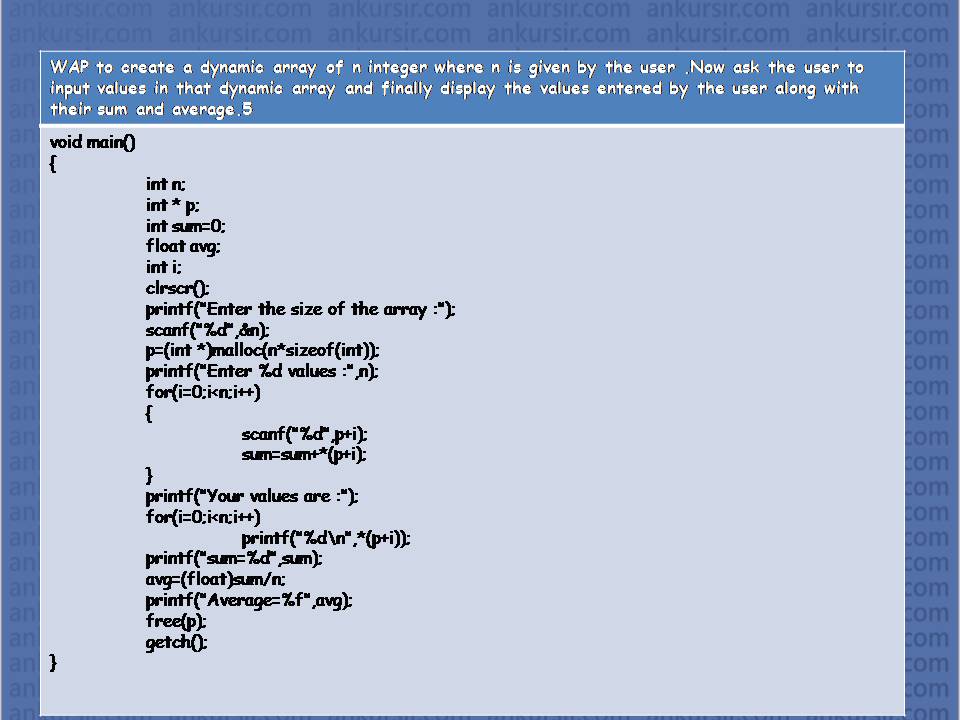 ankursir.com ankursir.com ankursir.com ankursir.com ankursir.com ankursir.com
WAP to create a dynamic array of n integer where n is given by the user .Now ask the user to
input values in that dynamic array and finally display the values entered by the user along with
their sum and average.5
void main()
{
int n;
int * p;
int sum=0;
float avg;
int i;
clrscr();
printf("Enter the size of the array :");
scanf("%d",&n);
p=(int *)malloc(n*sizeof(int));
printf("Enter %d values :",n);
for(i=0;i<n;i++)
{
scanf("%d",p+i);
sum=sum+*(p+i);
}
printf("Your values are :");
for(i=0;i<n;i++)
printf("%d\n",*(p+i));
printf("sum=%d",sum);
avg=(float)sum/n;
printf("Average=%f",avg);
free(p);
getch();
}